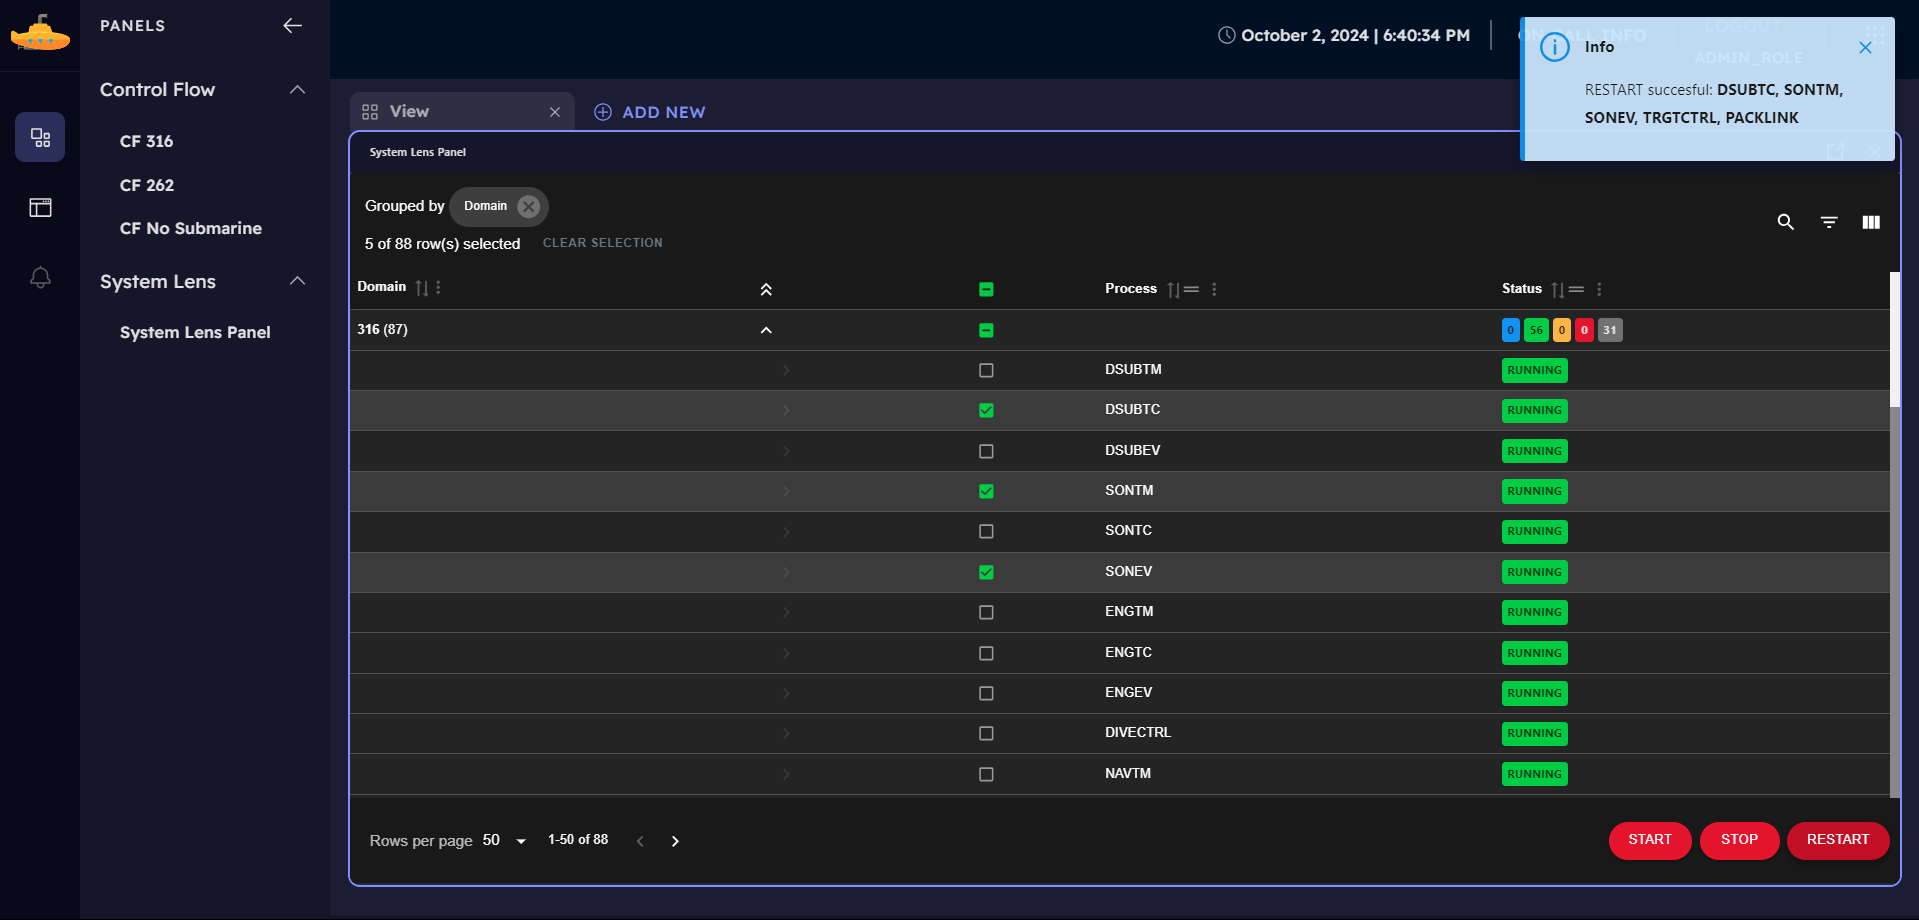 PANELS
Control Flow
CF 316
CF 262
CF No Submarine
System Lens
System Lens Panel
October 2, 2024 | 6:40:34 PM
LOGOUT
ADMIN_ROLE
Info
RESTART succesful: DSUBTC, SONTM,
SONEV, TRGTCTRL, PACKLINK
View
ADD NEW
System Lens Panel
Grouped by Domain
5 of 88 row(s) selected CLEAR SELECTION
Domain Process Status
316 (87) 0 56 0 0 31
DSUBTM RUNNING
DSUBTC RUNNING
DSUBEV RUNNING
SONTM RUNNING
SONTC RUNNING
SONEV RUNNING
ENGTM RUNNING
ENGTC RUNNING
ENGEV RUNNING
DIVECTRL RUNNING
NAVTM RUNNING
Rows per page 50 1-50 of 88
START STOP RESTART